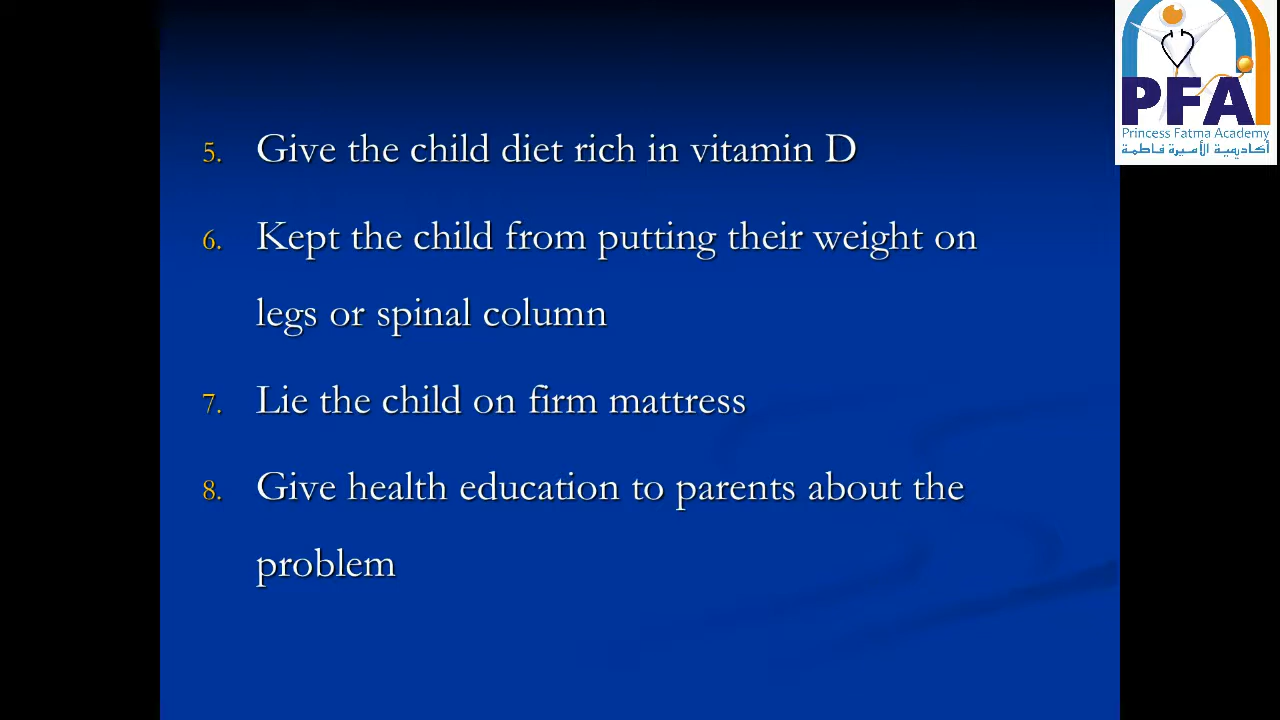 5. Give the child diet rich in vitamin D
6. Kept the child from putting their weight on
legs or spinal column
7. Lie the child on firm mattress
8. Give health education to parents about the
problem
PFA
Princess Fatma Academy
أكاديمية الأميرة فاطمة